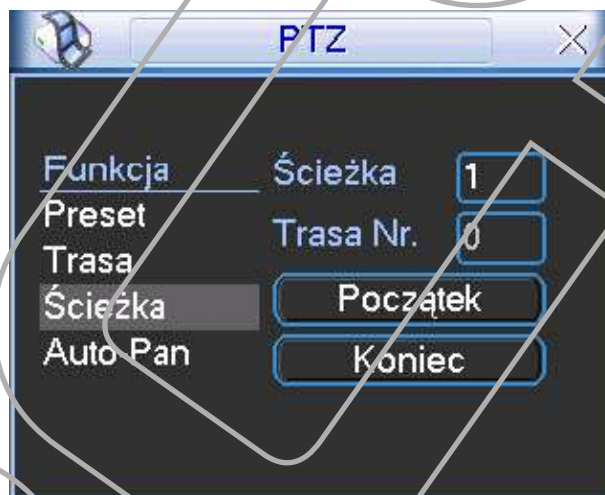 PTZ
Funkcja
Preset
Trasa
Ścieżka
Auto Pan
Ścieżka 1
Trasa Nr. 0
Początek
Koniec